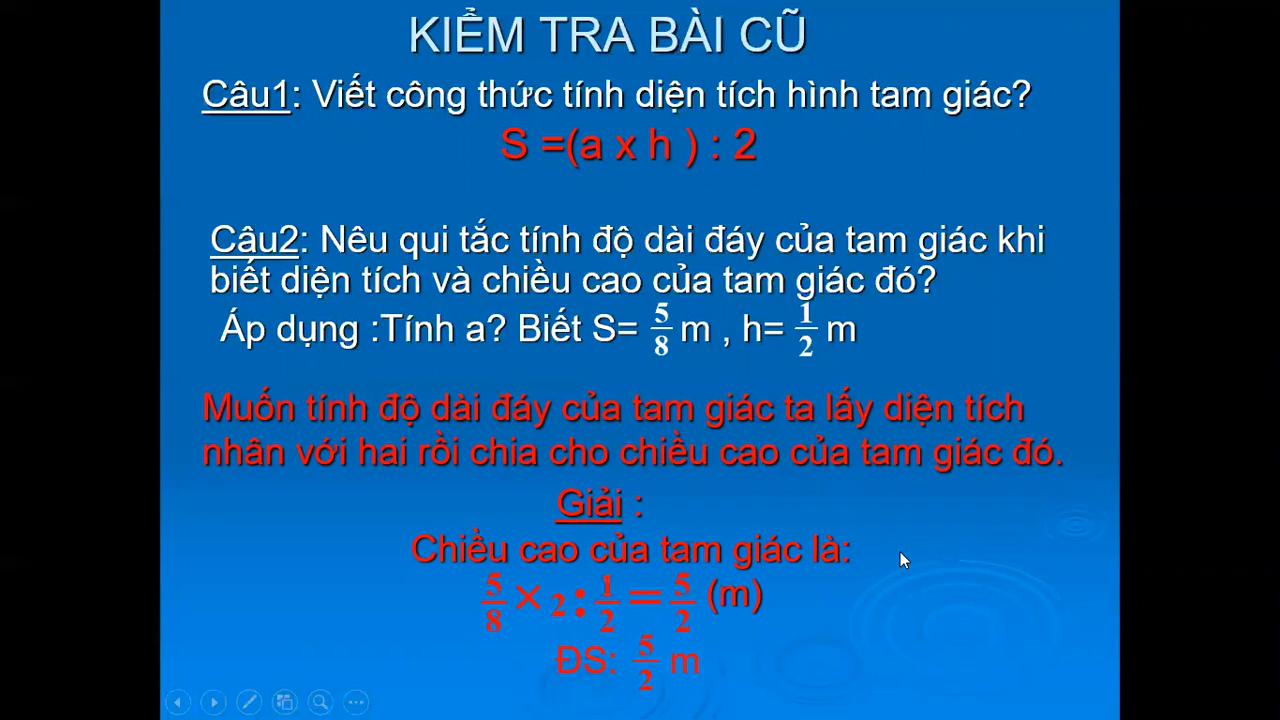 KIỂM TRA BÀI CŨ
Câu1: Viết công thức tính diện tích hình tam giác?
S =(a x h ) : 2
Câu2: Nêu qui tắc tính độ dài đáy của tam giác khi
biết diện tích và chiều cao của tam giác đó?
Áp dụng :Tính a? Biết S= 5/8 m , h= 1/2 m
Muốn tính độ dài đáy của tam giác ta lấy diện tích
nhân với hai rồi chia cho chiều cao của tam giác đó.
Giải :
Chiều cao của tam giác là:
5/8 × 2 : 1/2 = 5/2 (m)
ĐS: 5/2 m